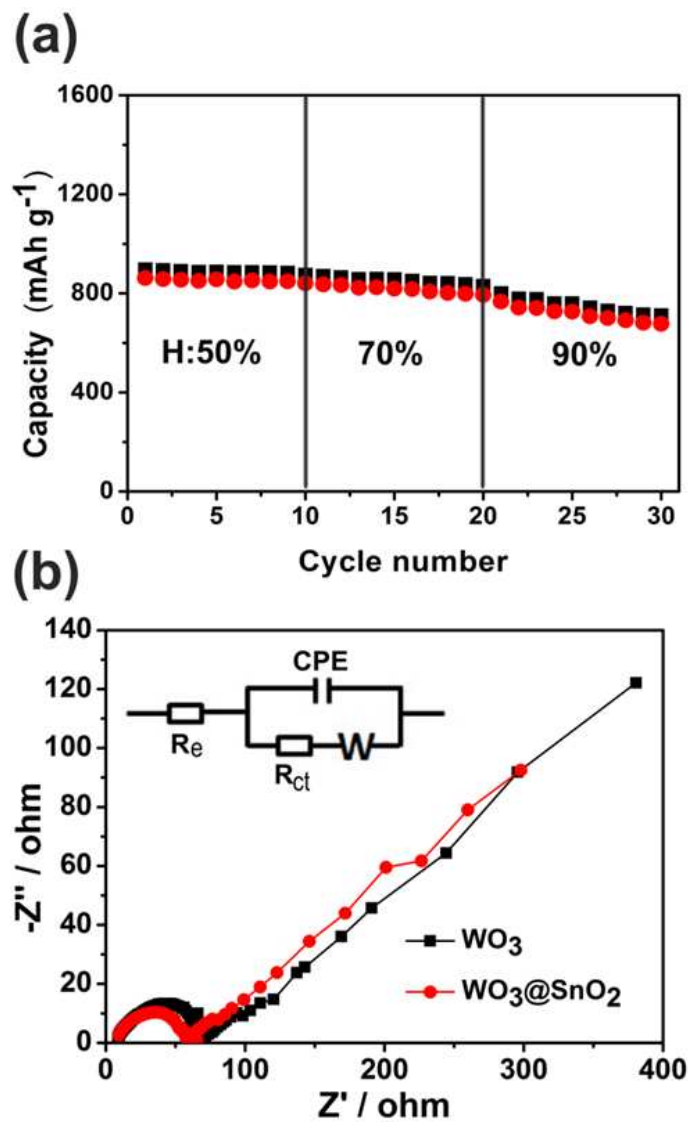 (a)
1600
1200
800
400
0
Capacity (mAh g-1)
H:50% 70% 90%
0 5 10 15 20 25 30
Cycle number
(b)
140
120
100
80
60
40
20
0
-Z'' / ohm
CPE
Re
Rct
W
WO3
WO3@SnO2
0 100 200 300 400
Z' / ohm